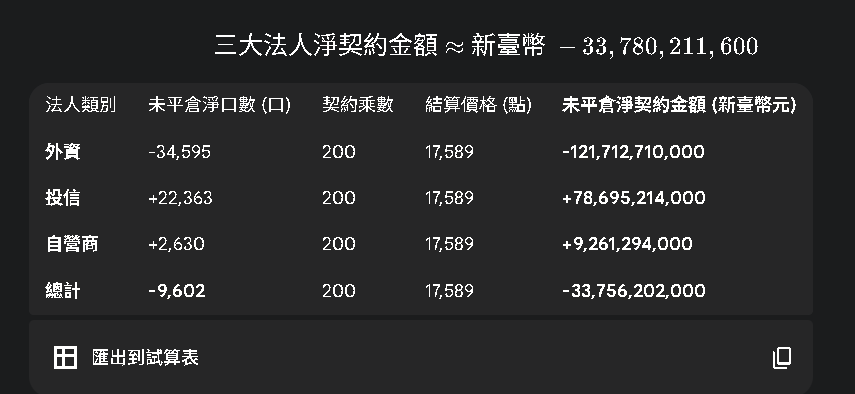 三大法人淨契約金額 ≈ 新臺幣 −33,780,211,600
法人類別 未平倉淨口數 (口) 契約乘數 結算價格 (點) 未平倉淨契約金額 (新臺幣元)
外資 -34,595 200 17,589 -121,712,710,000
投信 +22,363 200 17,589 +78,695,214,000
自營商 +2,630 200 17,589 +9,261,294,000
總計 -9,602 200 17,589 -33,756,202,000
匯出到試算表